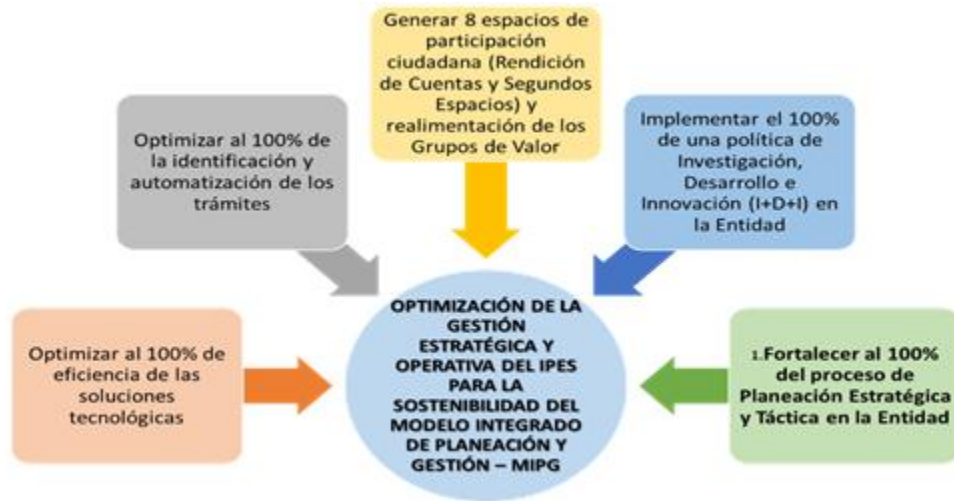 Generar 8 espacios de
participación
ciudadana (Rendición
de Cuentas y Segundos
Espacios) y
realimentación de los
Grupos de Valor
Optimizar al 100% de
la identificación y
automatización de los
trámites
Implementar el 100%
de una política de
Investigación,
Desarrollo e
Innovación (I+D+I) en
la Entidad
Optimizar al 100% de
eficiencia de las
soluciones
tecnológicas
OPTIMIZACIÓN DE LA
GESTIÓN
ESTRATÉGICA Y
OPERATIVA DEL IPES
PARA LA
SOSTENIBILIDAD DEL
MODELO INTEGRADO
DE PLANEACIÓN Y
GESTIÓN – MIPG
1.Fortalecer al 100%
del proceso de
Planeación Estratégica
y Táctica en la Entidad